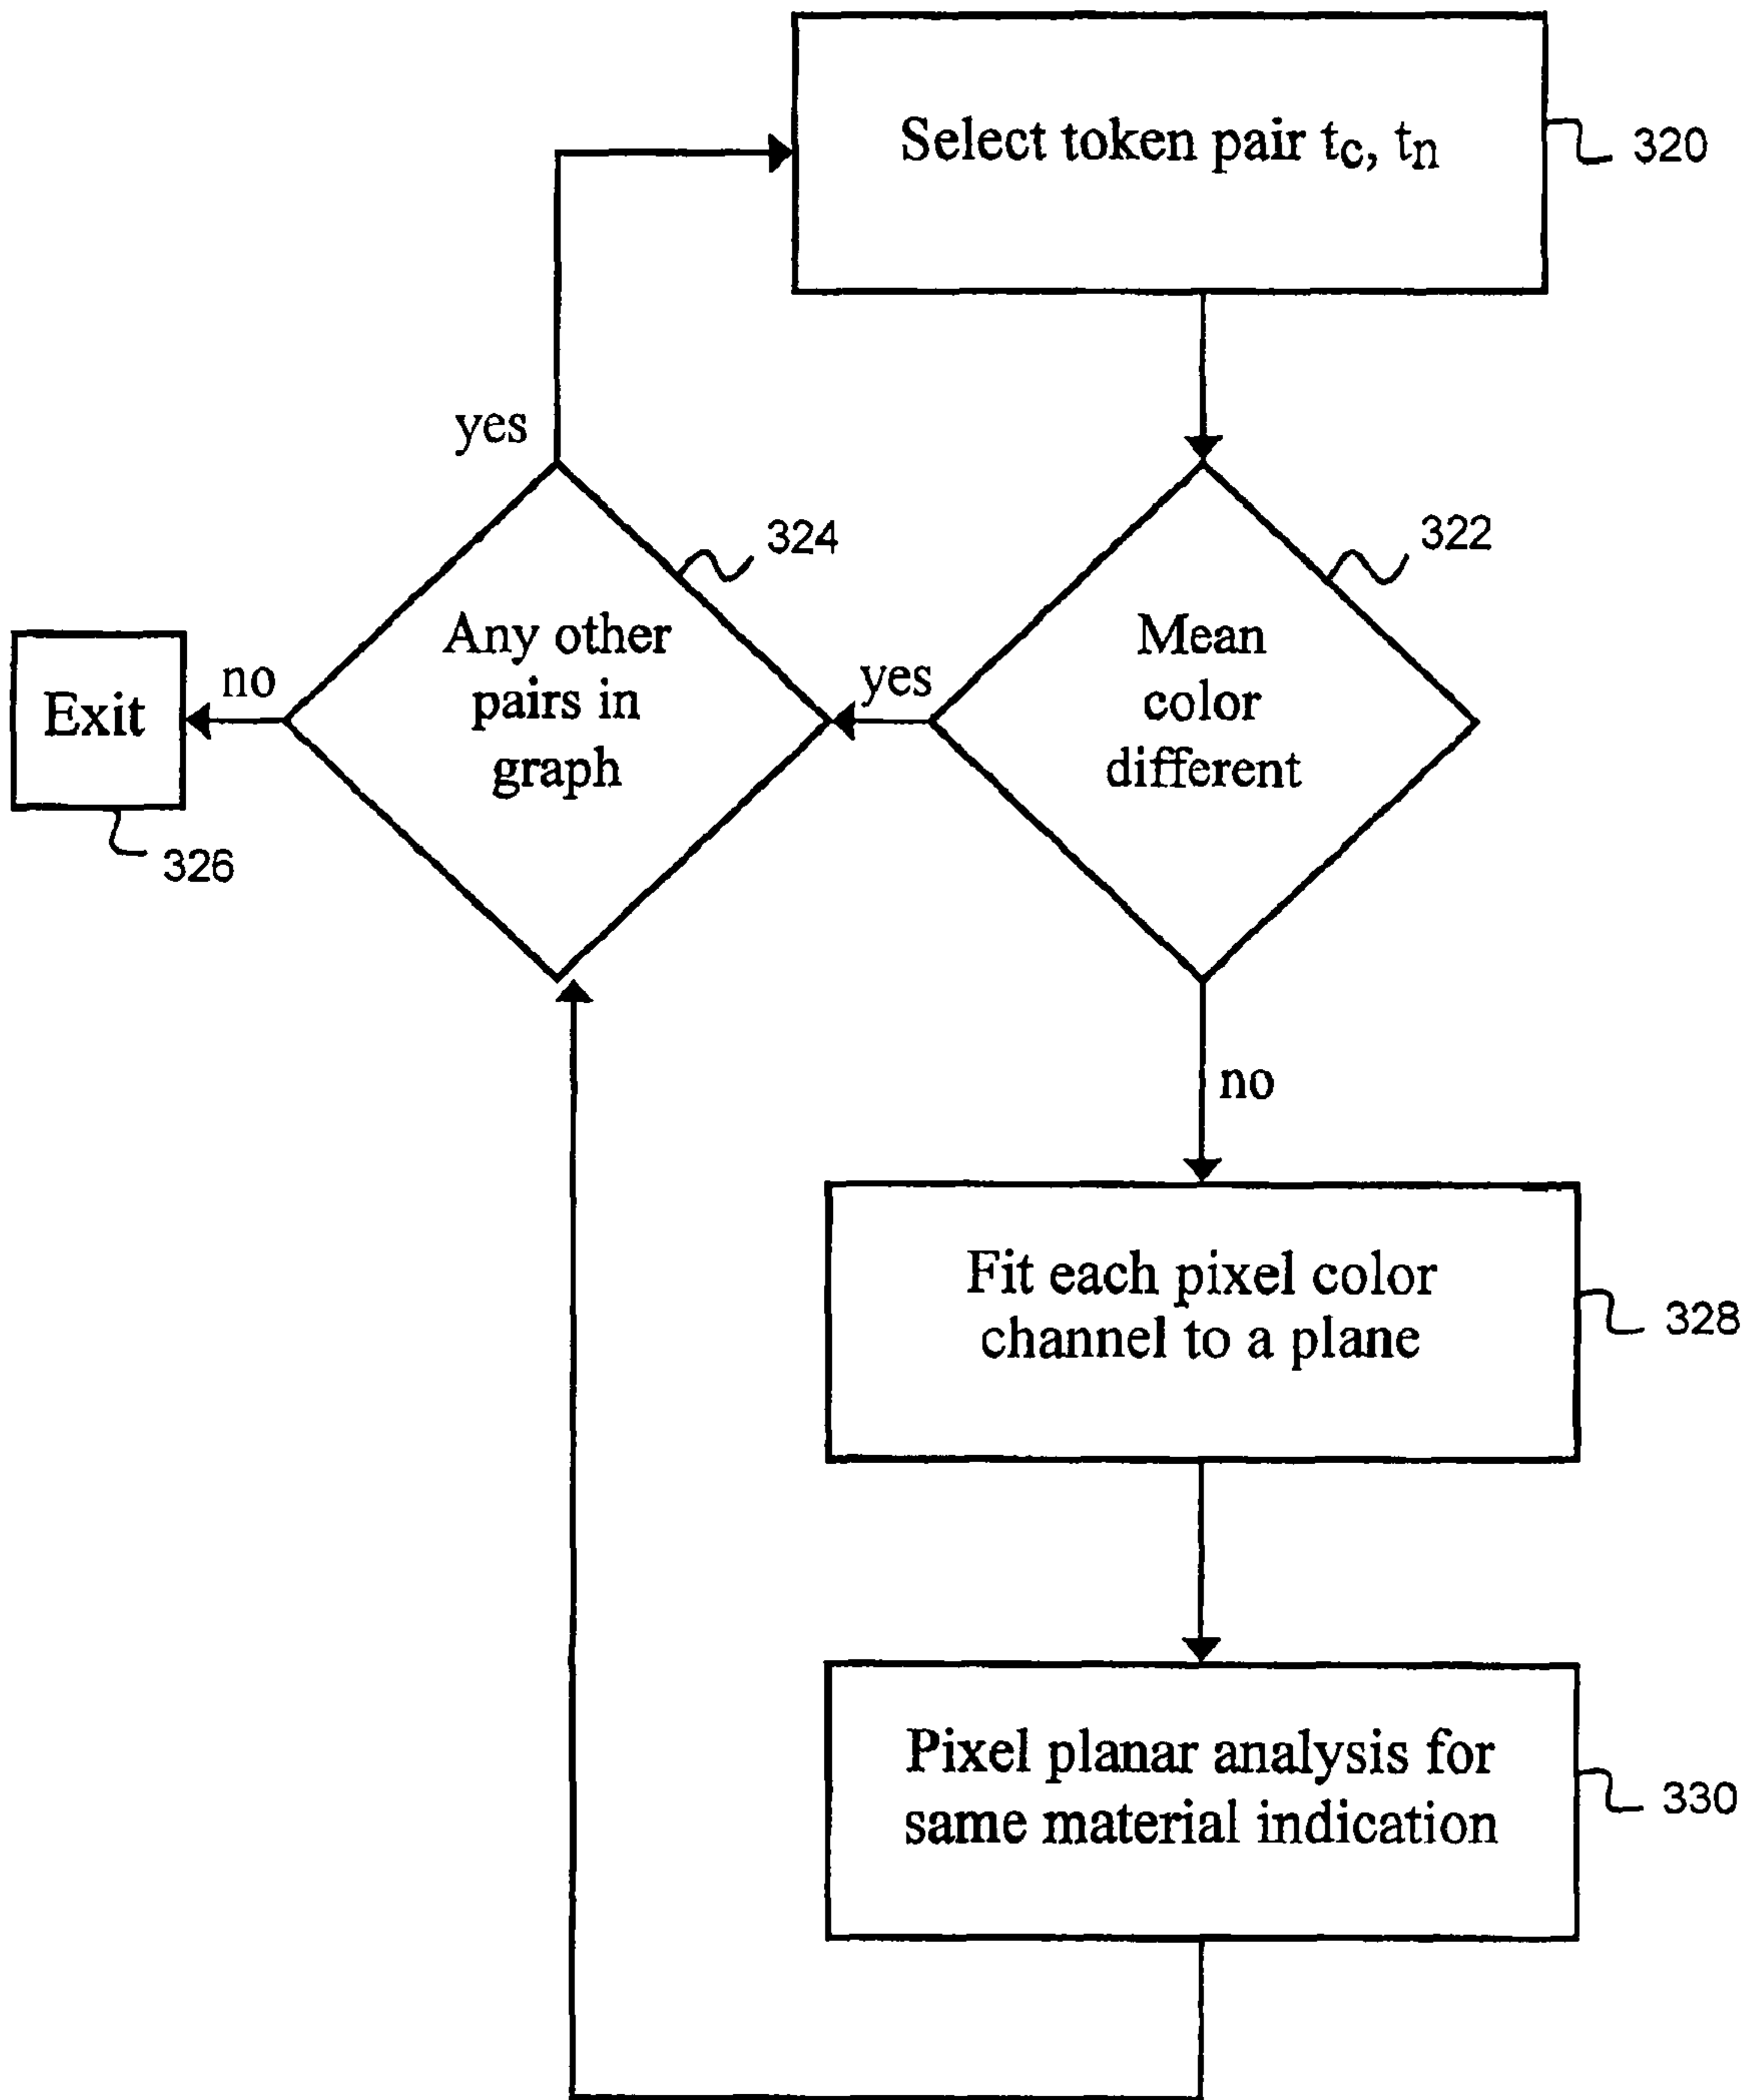 Select token pair tc, tn
320
yes
324
322
Any other
pairs in
graph
yes
Mean
color
different
no
Exit
326
no
Fit each pixel color
channel to a plane
328
Pixel planar analysis for
same material indication
330